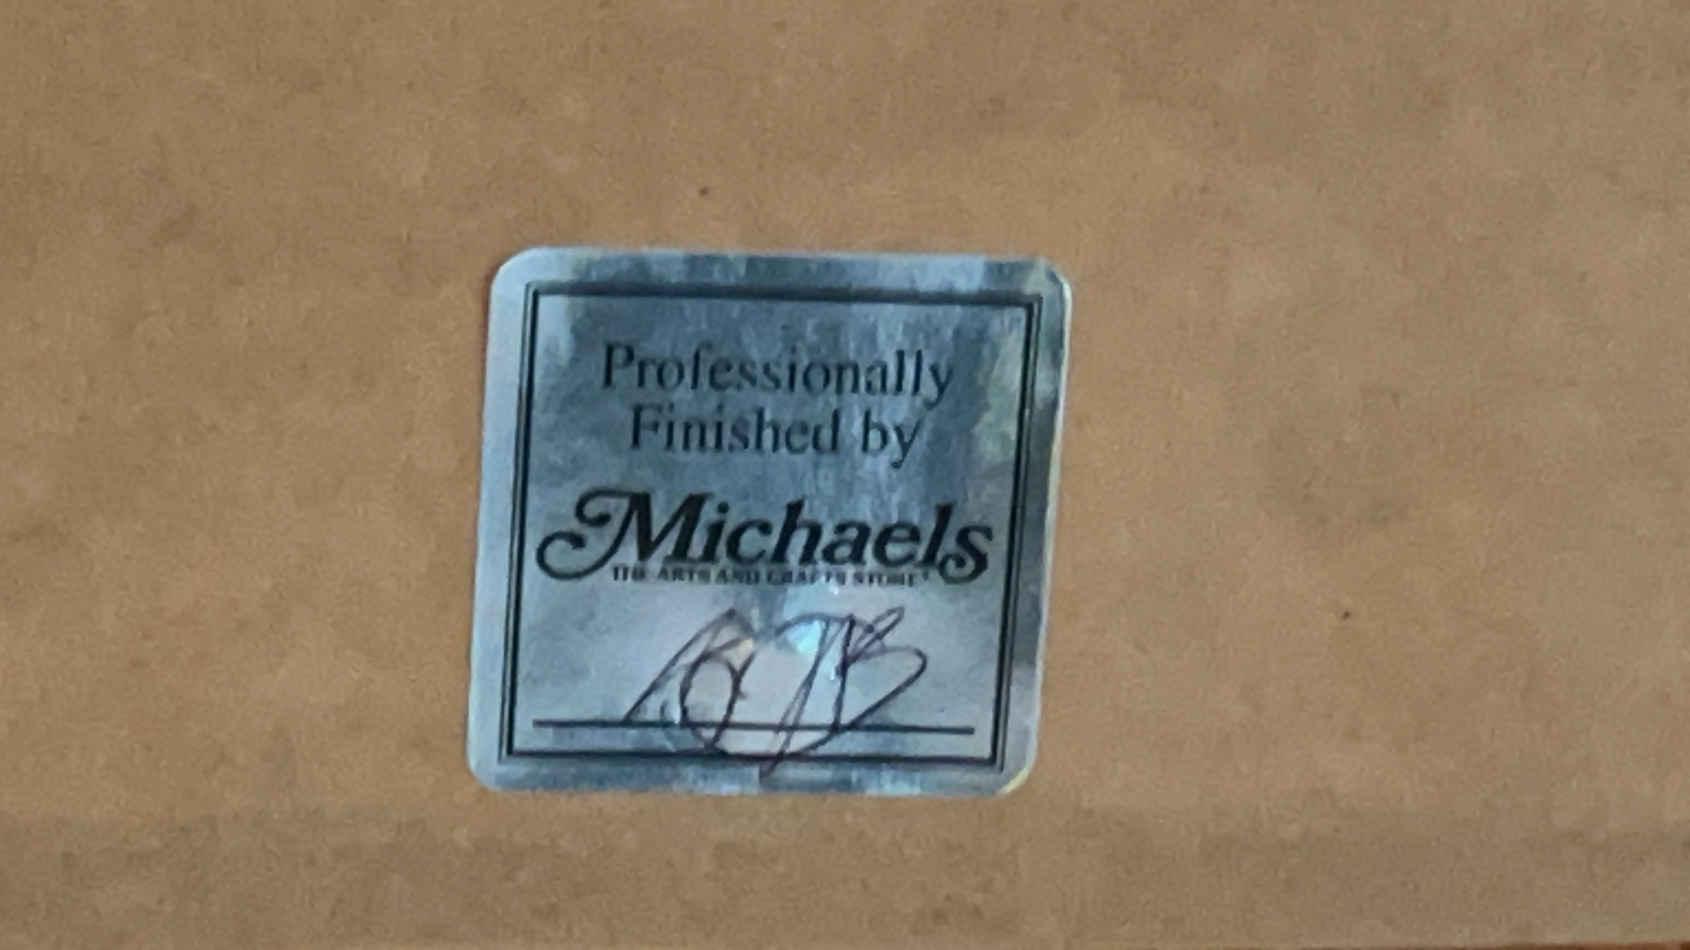 Professionally
Finished by
Michaels
THE ARTS AND CRAFTS STORE®